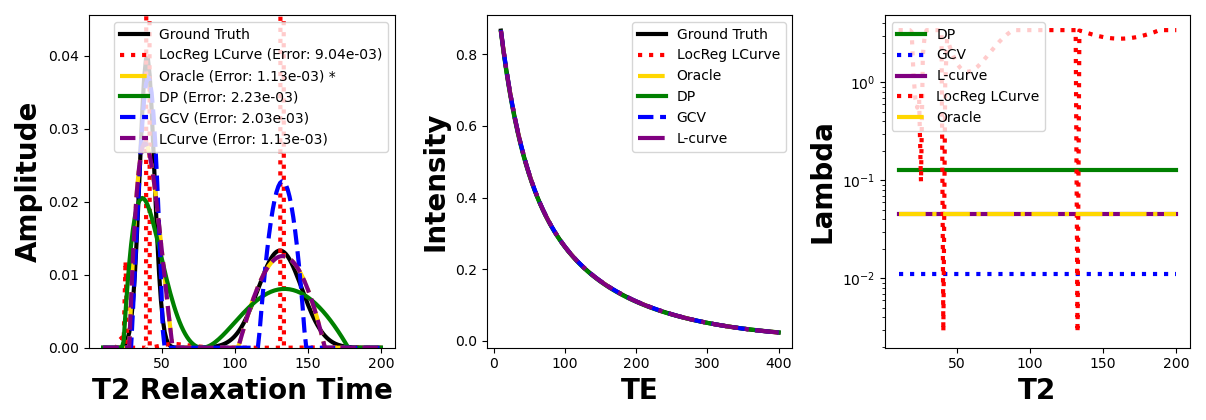 Amplitude
0.04
0.03
0.02
0.01
0.00
50
100
150
200
T2 Relaxation Time
Ground Truth
LocReg LCurve (Error: 9.04e-03)
Oracle (Error: 1.13e-03) *
DP (Error: 2.23e-03)
GCV (Error: 2.03e-03)
LCurve (Error: 1.13e-03)
Intensity
0.8
0.6
0.4
0.2
0.0
0
100
200
300
400
TE
Ground Truth
LocReg LCurve
Oracle
DP
GCV
L-curve
Lambda
10⁰
10⁻¹
10⁻²
50
100
150
200
T2
DP
GCV
L-curve
LocReg LCurve
Oracle